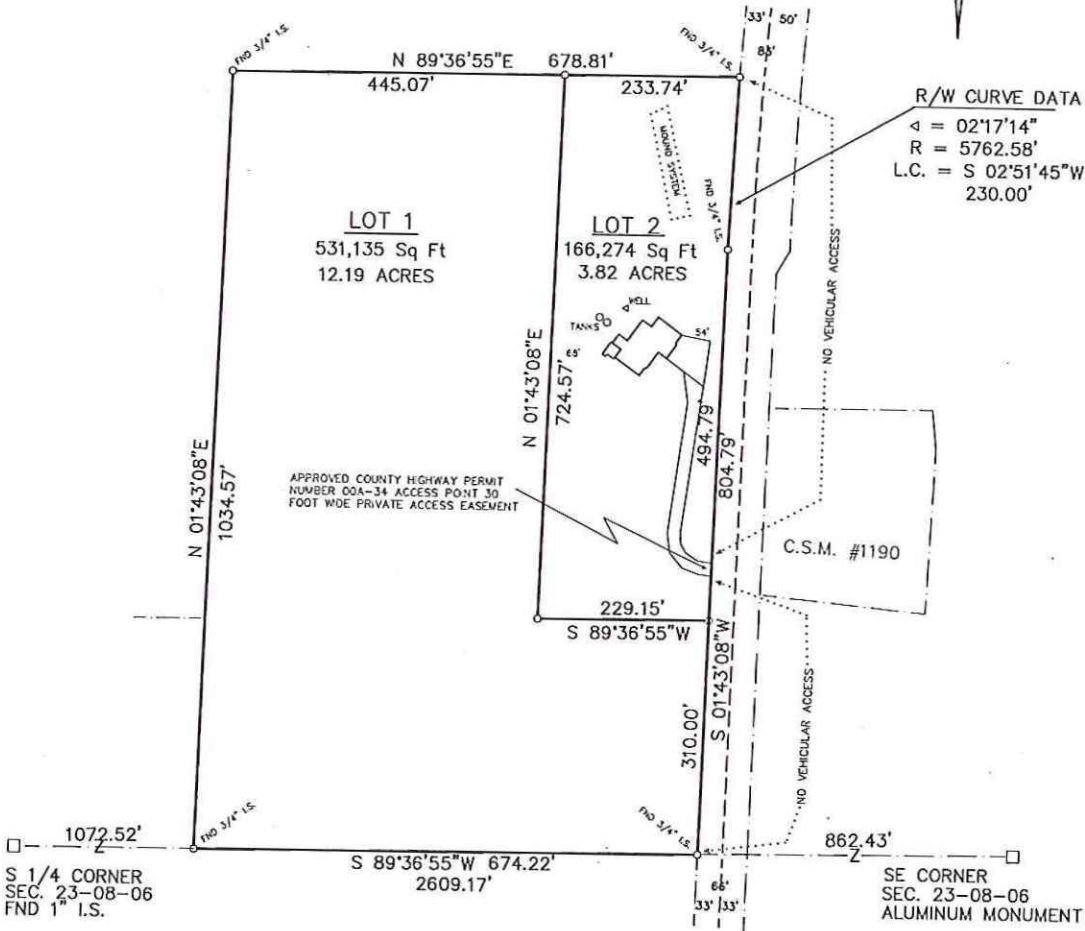 33' 50'
83'
FND 3/4" I.S.
FND 3/4" I.S.
N 89°36'55"E 678.81'
445.07' 233.74'
R/W CURVE DATA
◁ = 02°17'14"
R = 5762.58'
L.C. = S 02°51'45"W
230.00'
MOUND SYSTEM
FND 3/4" I.S.
LOT 1
531,135 Sq Ft
12.19 ACRES
LOT 2
166,274 Sq Ft
3.82 ACRES
NO VEHICULAR ACCESS
WELL
TANKS
54'
65'
N 01°43'08"E
724.57'
494.79
804.79'
N 01°43'08"E
1034.57'
APPROVED COUNTY HIGHWAY PERMIT
NUMBER 00A-34 ACCESS POINT 30
FOOT WIDE PRIVATE ACCESS EASEMENT
C.S.M. #1190
229.15'
S 89°36'55"W
S 01°43'08"W
310.00'
NO VEHICULAR ACCESS
FND 3/4" I.S.
FND 3/4" I.S.
1072.52'
Z
S 89°36'55"W 674.22'
2609.17'
862.43'
Z
S 1/4 CORNER
SEC. 23-08-06
FND 1" I.S.
66'
33' 33'
SE CORNER
SEC. 23-08-06
ALUMINUM MONUMENT